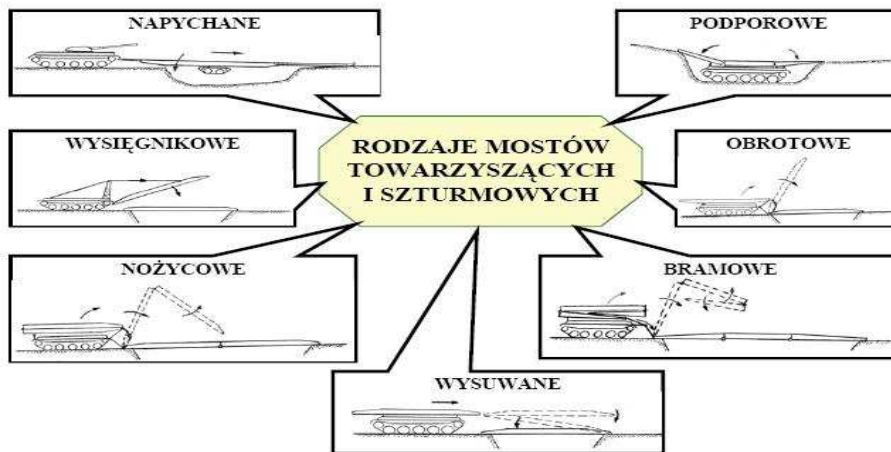 NAPYCHANE
PODPOROWE
WYSIĘGNIKOWE
RODZAJE MOSTÓW
TOWARZYSZĄCYCH
I SZTURMOWYCH
OBROTOWE
NOŻYCOWE
BRAMOWE
WYSUWANE